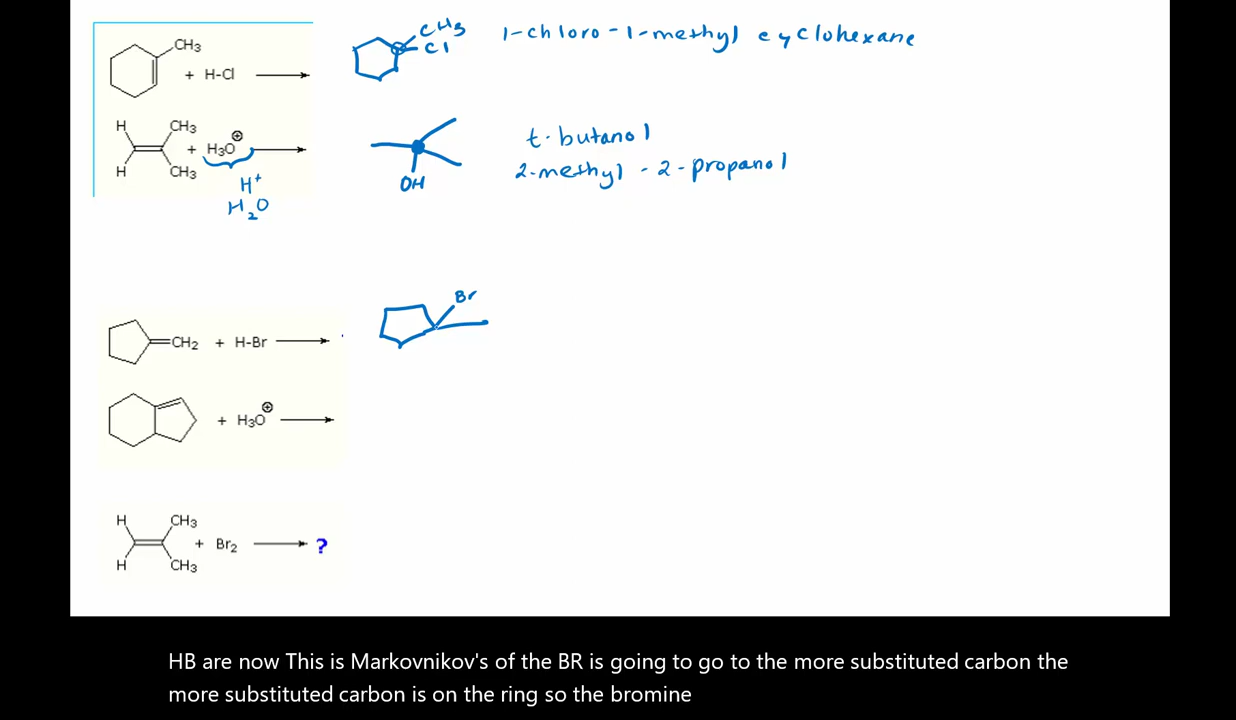 CH3
+ H-Cl
CH3
Cl
1-chloro-1-methyl cyclohexane
H
CH3
+ H3O ⊕
H
CH3
H+
H2O
OH
t-butanol
2-methyl-2-propanol
=CH2 + H-Br
Br
+ H3O ⊕
H
CH3
+ Br2
?
H
CH3
HB are now This is Markovnikov's of the BR is going to go to the more substituted carbon the
more substituted carbon is on the ring so the bromine